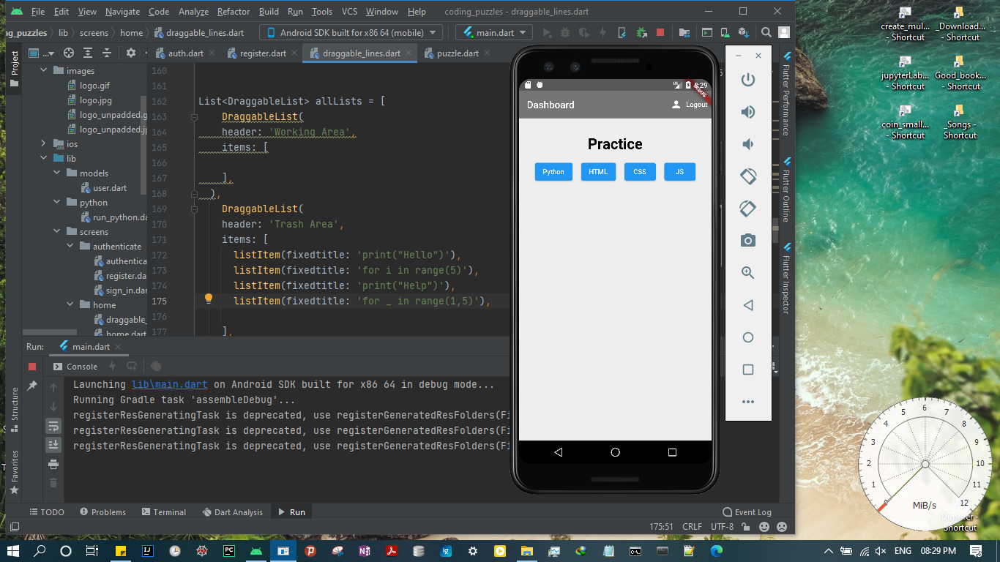 File Edit View Navigate Code Analyze Refactor Build Run Tools VCS Window Help coding_puzzles - draggable_lines.dart
ng_puzzles lib screens home draggable_lines.dart Android SDK built for x86 64 (mobile) main.dart
Project
... auth.dart register.dart draggable_lines.dart puzzle.dart
images
logo.gif
logo.jpg
logo_unpadded.g
logo_unpadded.jp
ios
lib
models
user.dart
python
run_python.da
screens
authenticate
authentica
register.da
sign_in.dar
home
draggable_
home.dart
160
161
162 List<DraggableList> allLists = [
163 DraggableList(
164 header: 'Working Area',
165 items: [
166
167 ],
168 ),
169 DraggableList(
170 header: 'Trash Area',
171 items: [
172 listItem(fixedtitle: 'print("Hello")'),
173 listItem(fixedtitle: 'for i in range(5)'),
174 listItem(fixedtitle: 'print("Help")'),
175 listItem(fixedtitle: 'for _ in range(1,5)'),
176
177 ],
Run: main.dart
Console
Launching lib\main.dart on Android SDK built for x86 64 in debug mode...
Running Gradle task 'assembleDebug'...
registerResGeneratingTask is deprecated, use registerGeneratedResFolders(Fi
registerResGeneratingTask is deprecated, use registerGeneratedResFolders(Fi
registerResGeneratingTask is deprecated, use registerGeneratedResFolders(Fi
Structure
Favorites
TODO Problems Terminal Dart Analysis Run Event Log
175:51 CRLF UTF-8
8:29
DEBUG
Dashboard Logout
Practice
Python HTML CSS JS
Flutter Performance
Flutter Outline
Flutter Inspector
create_mul...
- Shortcut
_Download...
- Shortcut
jupyterLab...
- Shortcut
Good_book...
- Shortcut
coin_small...
- Shortcut
_Songs -
Shortcut
0 1 2 3 4 5 6 7 8 9 10 11 12
MiB/s
Dimmer -
Shortcut
ENG 08:29 PM